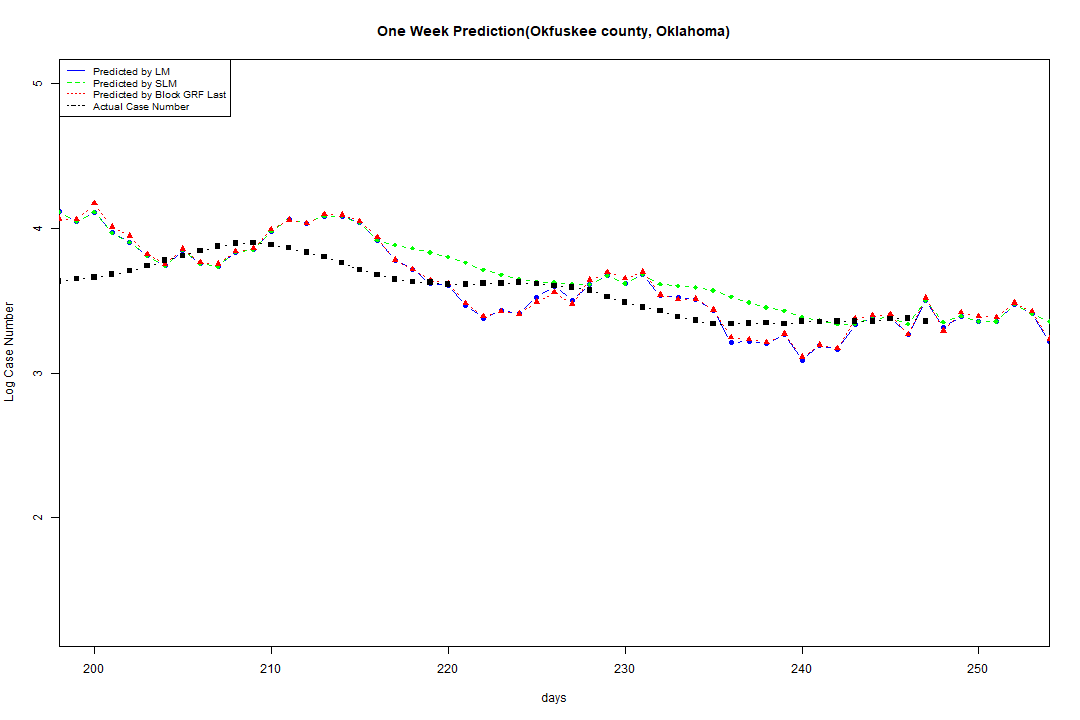 One Week Prediction(Okfuskee county, Oklahoma)
Predicted by LM
Predicted by SLM
Predicted by Block GRF Last
Actual Case Number
5
4
3
2
Log Case Number
200 210 220 230 240 250
days